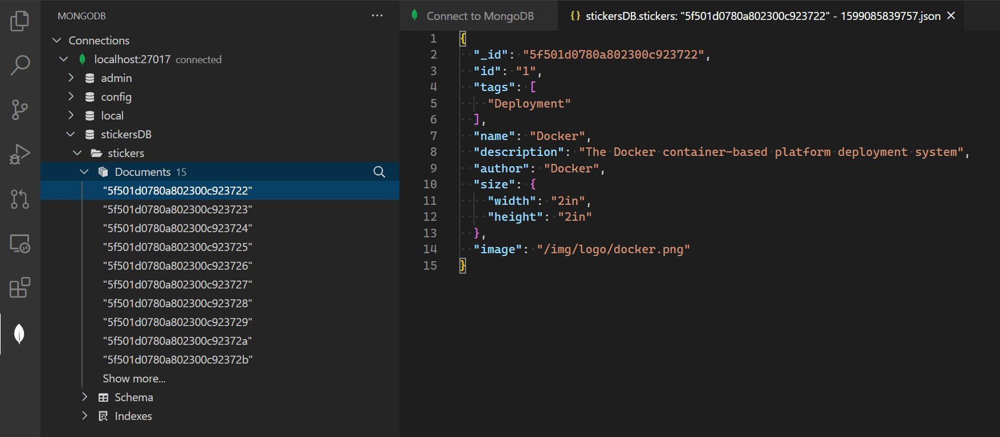 MONGODB
Connections
localhost:27017 connected
admin
config
local
stickersDB
stickers
Documents 15
"5f501d0780a802300c923722"
"5f501d0780a802300c923723"
"5f501d0780a802300c923724"
"5f501d0780a802300c923725"
"5f501d0780a802300c923726"
"5f501d0780a802300c923727"
"5f501d0780a802300c923728"
"5f501d0780a802300c923729"
"5f501d0780a802300c92372a"
"5f501d0780a802300c92372b"
Show more...
Schema
Indexes
Connect to MongoDB
{} stickersDB.stickers: "5f501d0780a802300c923722" - 1599085839757.json
1 {
2 "_id": "5f501d0780a802300c923722",
3 "id": "1",
4 "tags": [
5 "Deployment"
6 ],
7 "name": "Docker",
8 "description": "The Docker container-based platform deployment system",
9 "author": "Docker",
10 "size": {
11 "width": "2in",
12 "height": "2in"
13 },
14 "image": "/img/logo/docker.png"
15 }